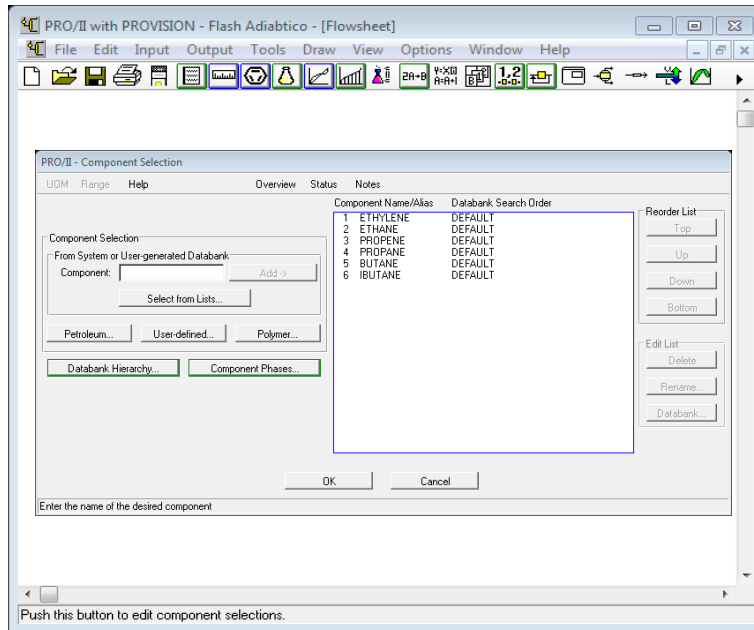 PRO/II with PROVISION - Flash Adiabtico - [Flowsheet]
File Edit Input Output Tools Draw View Options Window Help
2A→B
1.2
PRO/II - Component Selection
UOM Range Help Overview Status Notes
Component Name/Alias Databank Search Order
1 ETHYLENE DEFAULT
2 ETHANE DEFAULT
3 PROPENE DEFAULT
4 PROPANE DEFAULT
5 BUTANE DEFAULT
6 IBUTANE DEFAULT
Component Selection
From System or User-generated Databank
Component: Add ->
Select from Lists...
Petroleum... User-defined... Polymer...
Databank Hierarchy... Component Phases...
Reorder List
Top
Up
Down
Bottom
Edit List
Delete
Rename...
Databank...
OK Cancel
Enter the name of the desired component
Push this button to edit component selections.